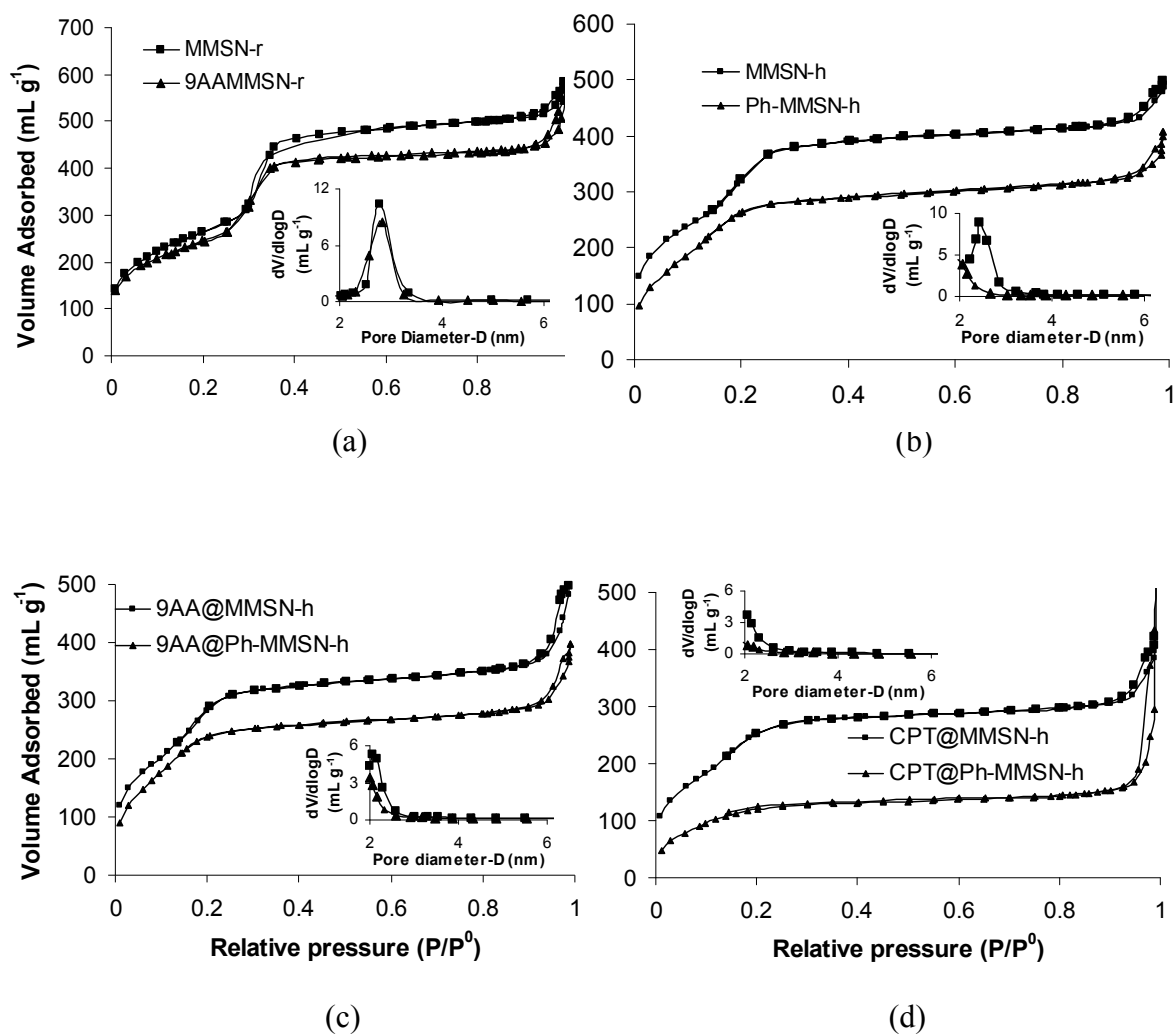 700
600
500
400
300
200
100
0
Volume Adsorbed (mL g-1)
MMSN-r
9AAMMSN-r
12
6
0
dV/dlogD
(mL g-1)
2 4 6
Pore Diameter-D (nm)
0 0.2 0.4 0.6 0.8
(a)
600
500
400
300
200
100
0
MMSN-h
Ph-MMSN-h
10
5
0
dV/dlogD
(mL g-1)
2 4 6
Pore diameter-D (nm)
0 0.2 0.4 0.6 0.8 1
(b)
500
400
300
200
100
0
Volume Adsorbed (mL g-1)
9AA@MMSN-h
9AA@Ph-MMSN-h
6
3
0
dV/dlogD
(mL g-1)
2 4 6
Pore diameter-D (nm)
0 0.2 0.4 0.6 0.8 1
Relative pressure (P/P0)
(c)
6
3
0
dV/dlogD
(mL g-1)
2 4 6
Pore diameter-D (nm)
500
400
300
200
100
0
CPT@MMSN-h
CPT@Ph-MMSN-h
0 0.2 0.4 0.6 0.8 1
Relative pressure (P/P0)
(d)